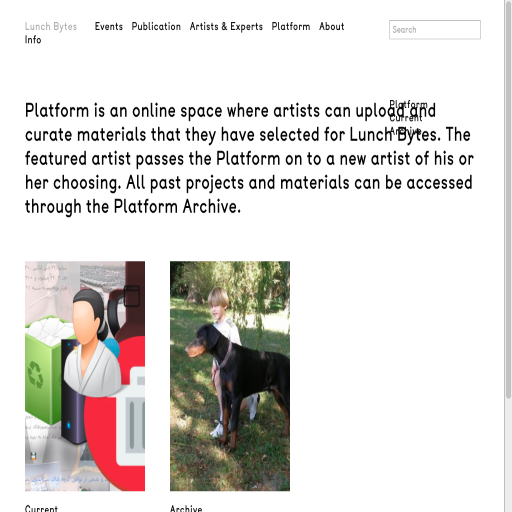 Lunch Bytes Events Publication Artists & Experts Platform About
Info
Search
Platform
Current
Archive
Platform is an online space where artists can upload and
curate materials that they have selected for Lunch Bytes. The
featured artist passes the Platform on to a new artist of his or
her choosing. All past projects and materials can be accessed
through the Platform Archive.
Current
Archive